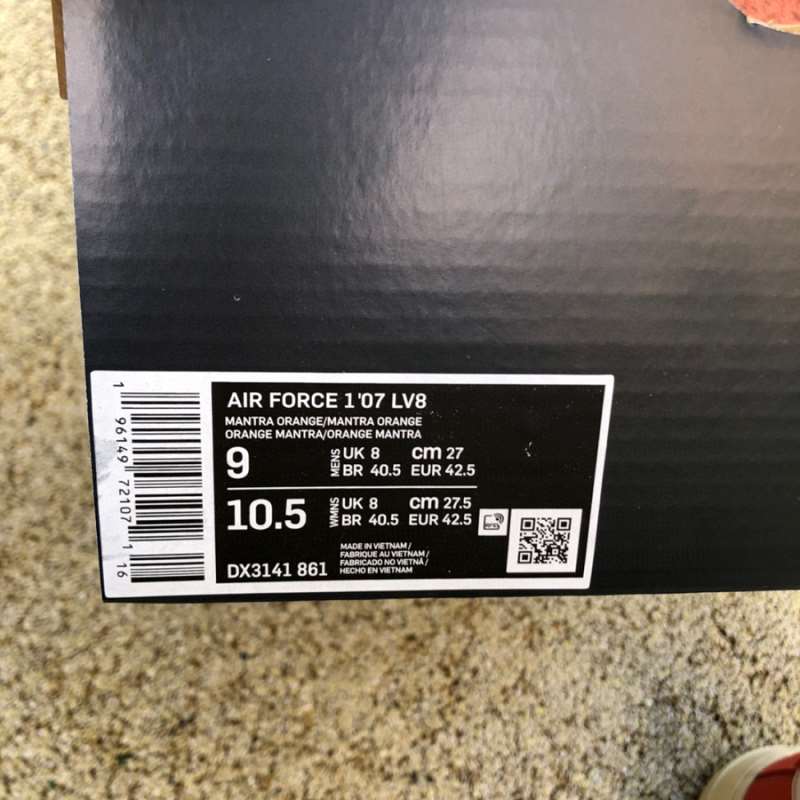 AIR FORCE 1'07 LV8
MANTRA ORANGE/MANTRA ORANGE
ORANGE MANTRA/ORANGE MANTRA
9 MENS UK 8 cm 27
BR 40.5 EUR 42.5
10.5 WMNS UK 8 cm 27.5
BR 40.5 EUR 42.5
DX3141 861
MADE IN VIETNAM /
FABRIQUE AU VIETNAM /
FABRICADO NO VIETNÃ /
HECHO EN VIETNAM
1 96149 72107 1 16